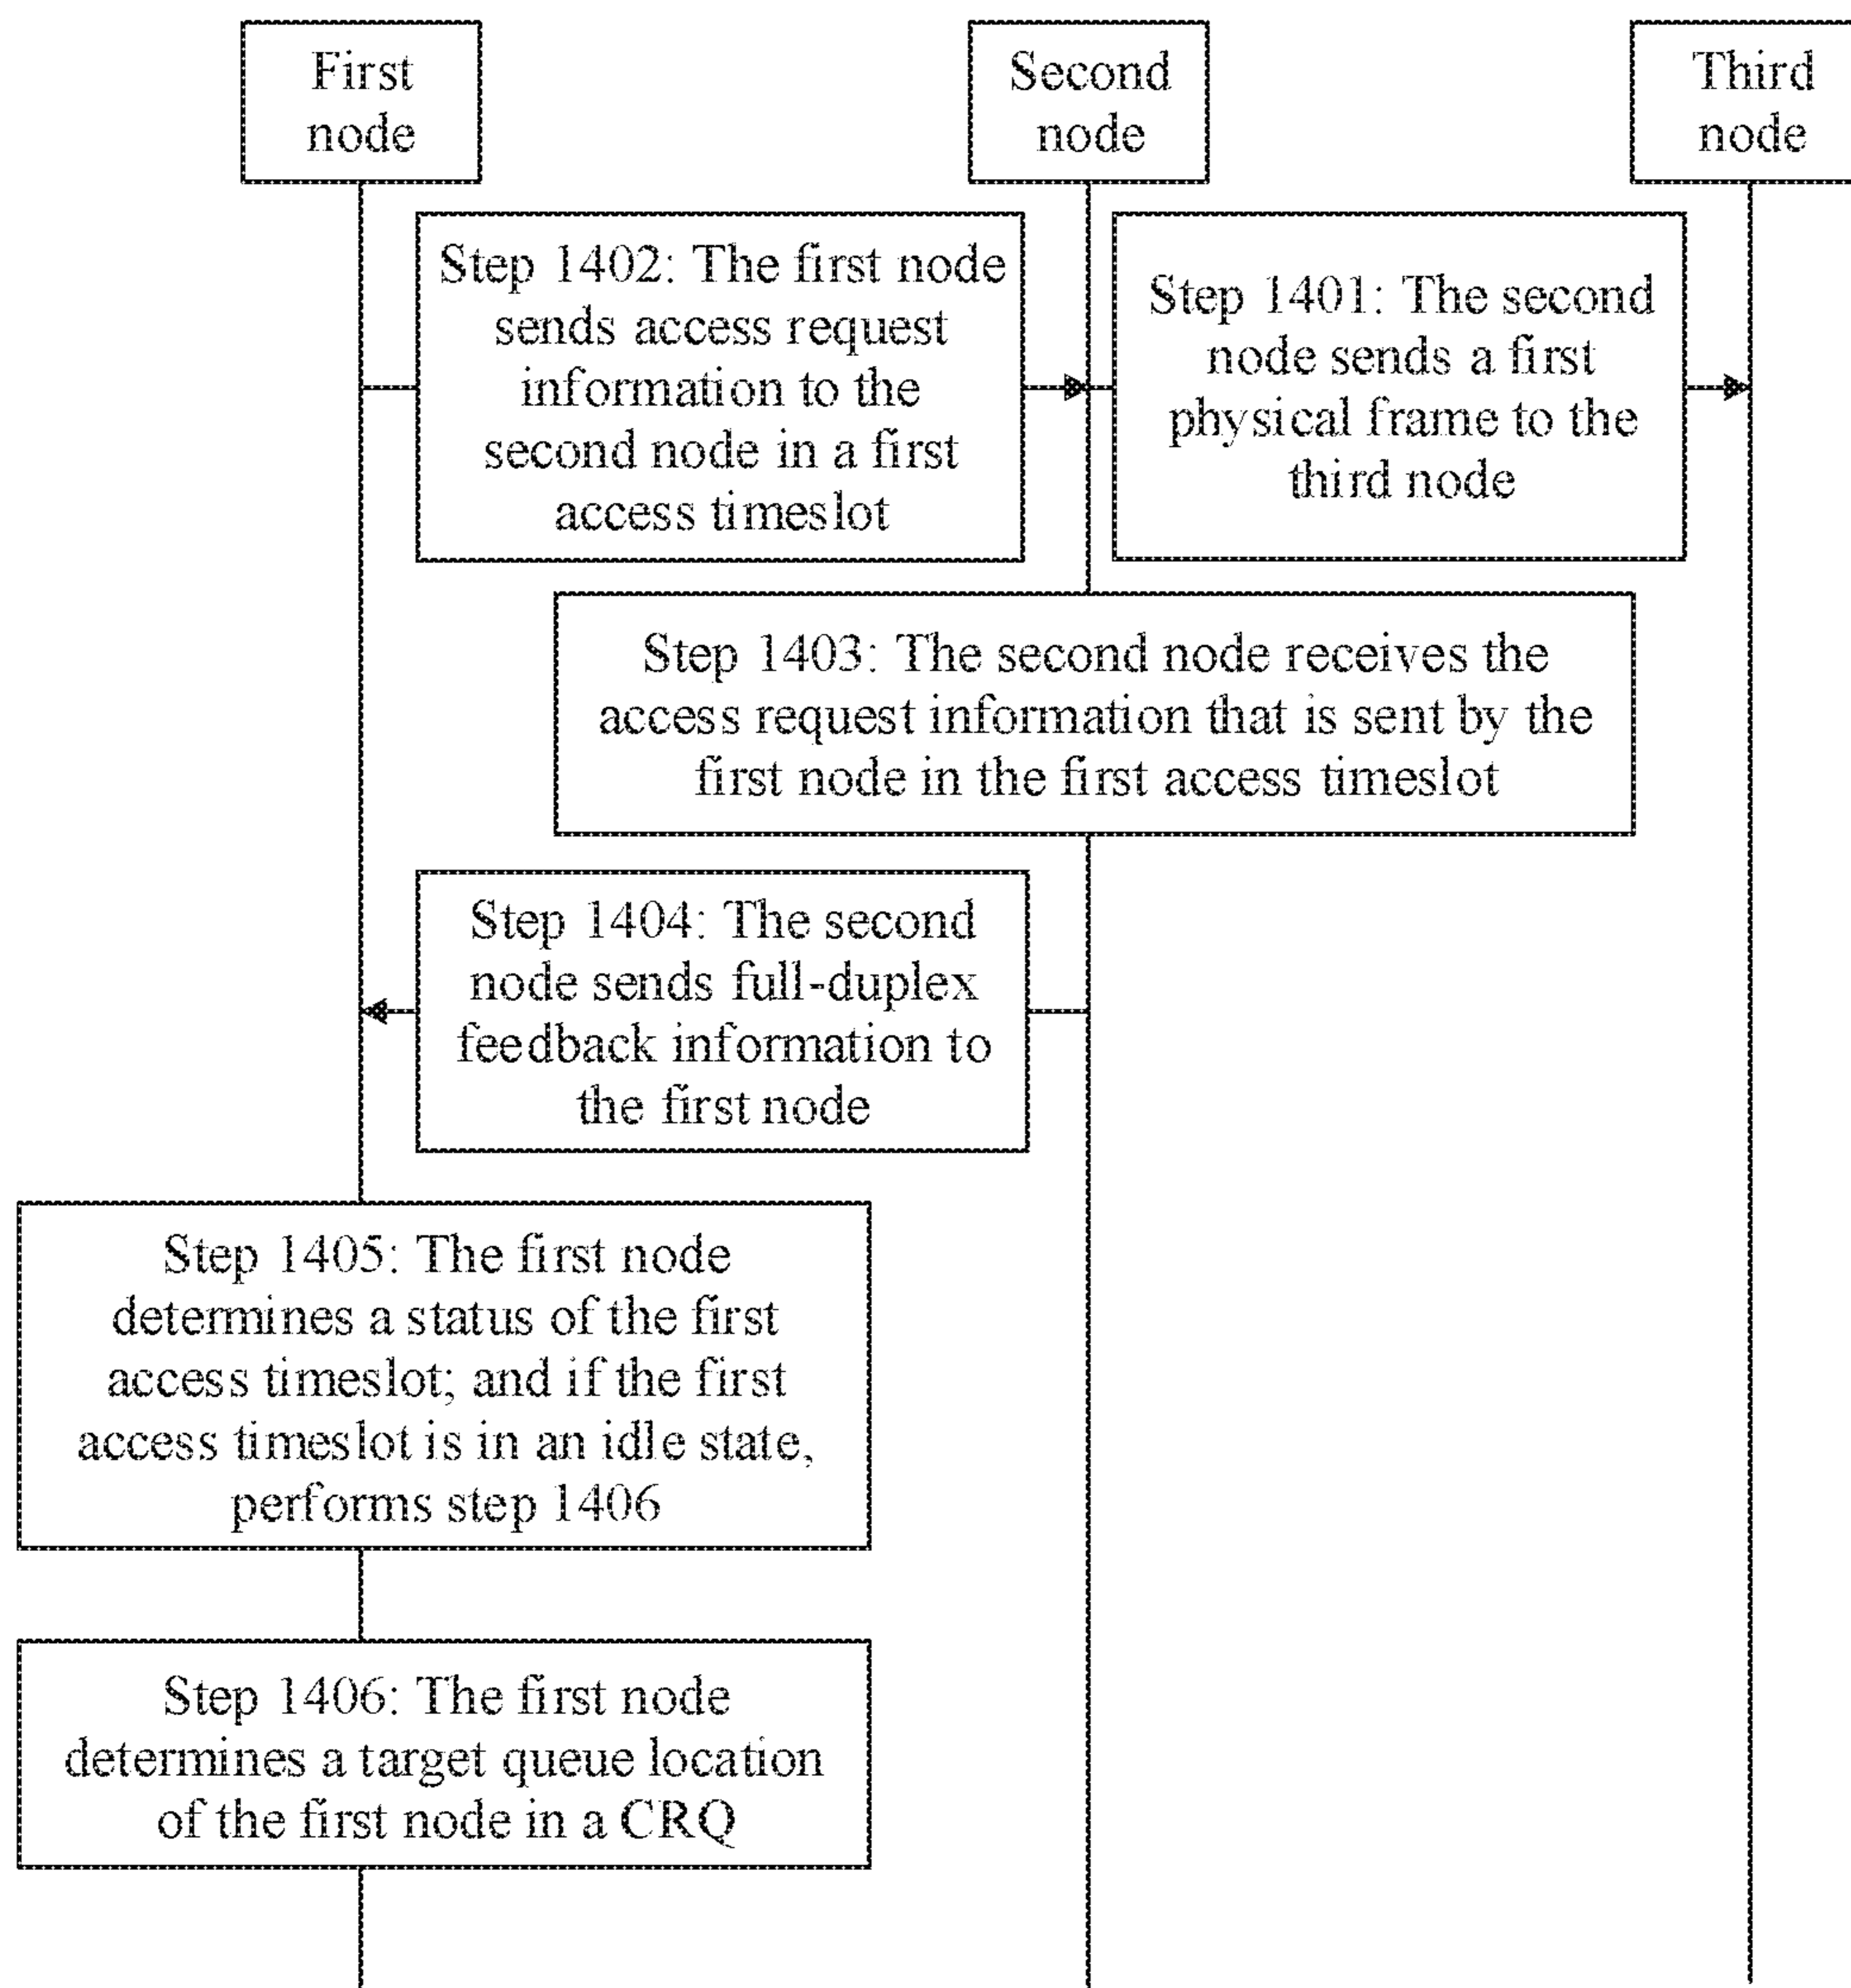 First
node
Second
node
Third
node
Step 1402: The first node
sends access request
information to the
second node in a first
access timeslot
Step 1401: The second
node sends a first
physical frame to the
third node
Step 1403: The second node receives the
access request information that is sent by the
first node in the first access timeslot
Step 1404: The second
node sends full-duplex
feedback information to
the first node
Step 1405: The first node
determines a status of the first
access timeslot; and if the first
access timeslot is in an idle state,
performs step 1406
Step 1406: The first node
determines a target queue location
of the first node in a CRQ